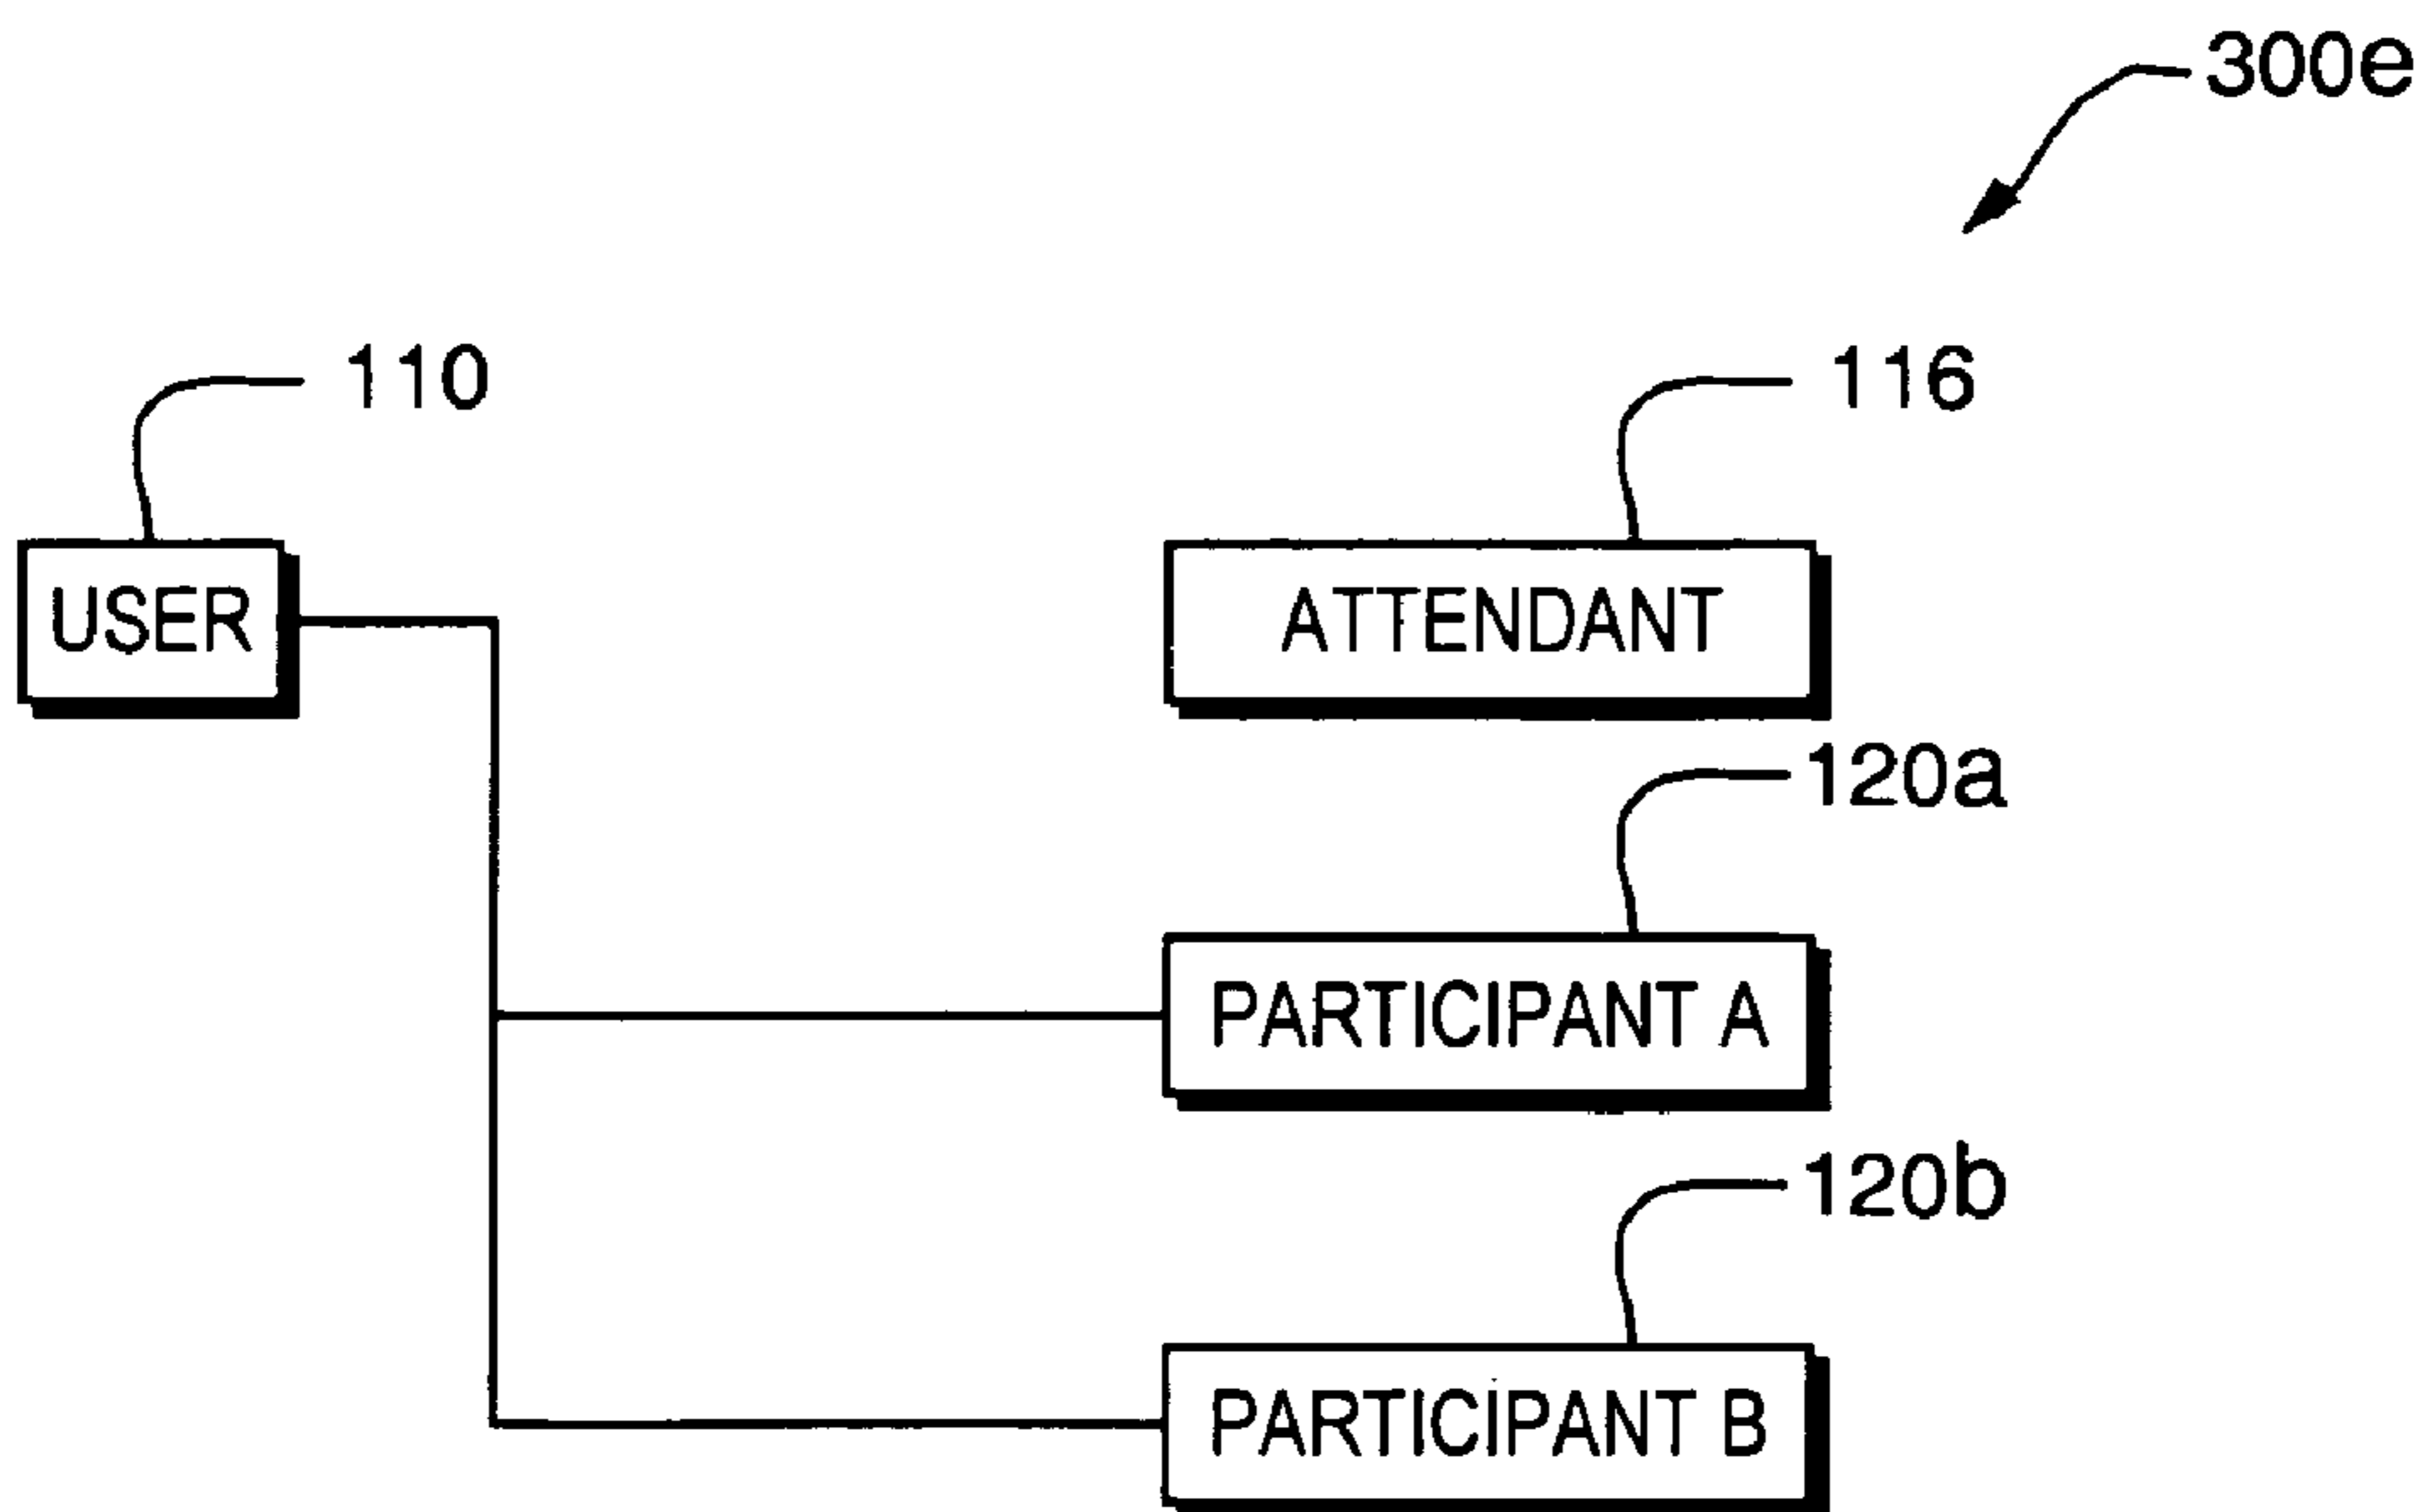 300e
110
116
USER
ATTENDANT
120a
PARTICIPANT A
120b
PARTICIPANT B